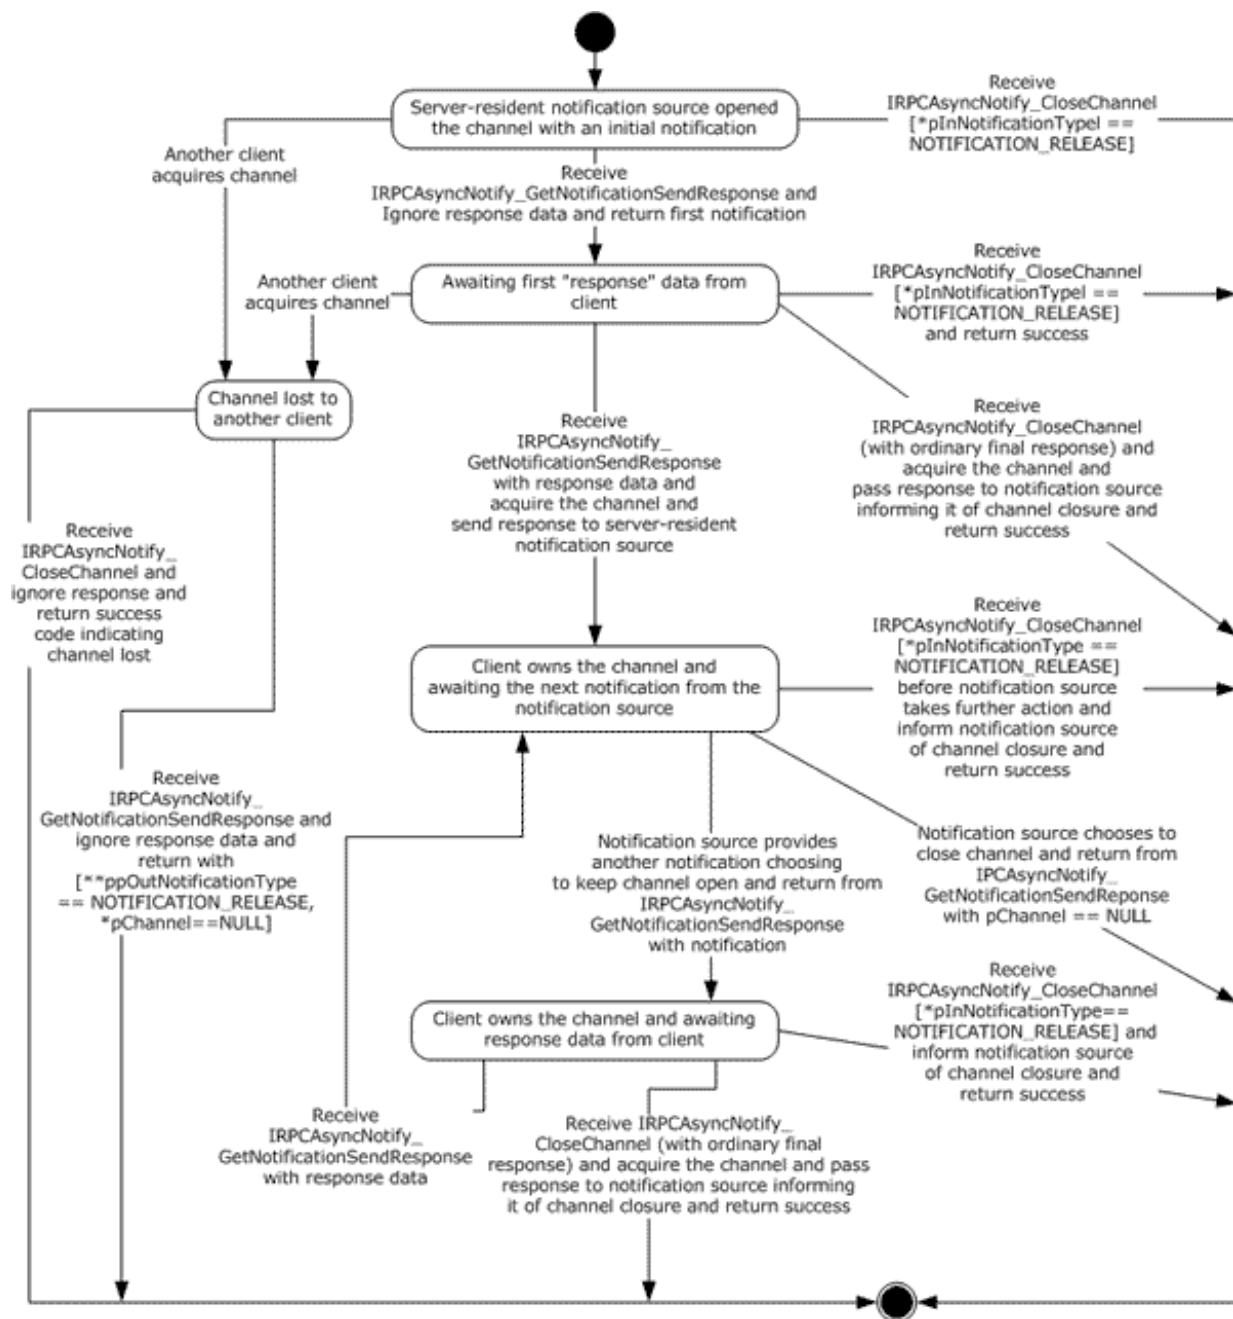 Server-resident notification source opened
the channel with an initial notification
Receive
IRPCAsyncNotify_CloseChannel
[*pInNotificationTypeI ==
NOTIFICATION_RELEASE]
Another client
acquires channel
Receive
IRPCAsyncNotify_GetNotificationSendResponse and
Ignore response data and return first notification
Another client
acquires channel
Awaiting first "response" data from
client
Receive
IRPCAsyncNotify_CloseChannel
[*pInNotificationTypeI ==
NOTIFICATION_RELEASE]
and return success
Channel lost to
another client
Receive
IRPCAsyncNotify_
GetNotificationSendResponse
with response data and
acquire the channel and
send response to server-resident
notification source
Receive
IRPCAsyncNotify_CloseChannel
(with ordinary final response) and
acquire the channel and
pass response to notification source
informing it of channel closure and
return success
Receive
IRPCAsyncNotify_
CloseChannel and
ignore response and
return success
code indicating
channel lost
Client owns the channel and
awaiting the next notification from the
notification source
Receive
IRPCAsyncNotify_CloseChannel
[*pInNotificationType ==
NOTIFICATION_RELEASE]
before notification source
takes further action and
inform notification source
of channel closure and
return success
Receive
IRPCAsyncNotify_
GetNotificationSendResponse and
ignore response data and
return with
[**ppOutNotificationType
== NOTIFICATION_RELEASE,
*pChannel==NULL]
Notification source provides
another notification choosing
to keep channel open and return from
IRPCAsyncNotify_
GetNotificationSendResponse
with notification
Notification source chooses to
close channel and return from
IPCAsyncNotify_
GetNotificationSendReponse
with pChannel == NULL
Client owns the channel and awaiting
response data from client
Receive
IRPCAsyncNotify_CloseChannel
[*pInNotificationType==
NOTIFICATION_RELEASE] and
inform notification source
of channel closure and
return success
Receive
IRPCAsyncNotify_
GetNotificationSendResponse
with response data
Receive IRPCAsyncNotify_
CloseChannel (with ordinary final
response) and acquire the channel and pass
response to notification source informing
it of channel closure and return success